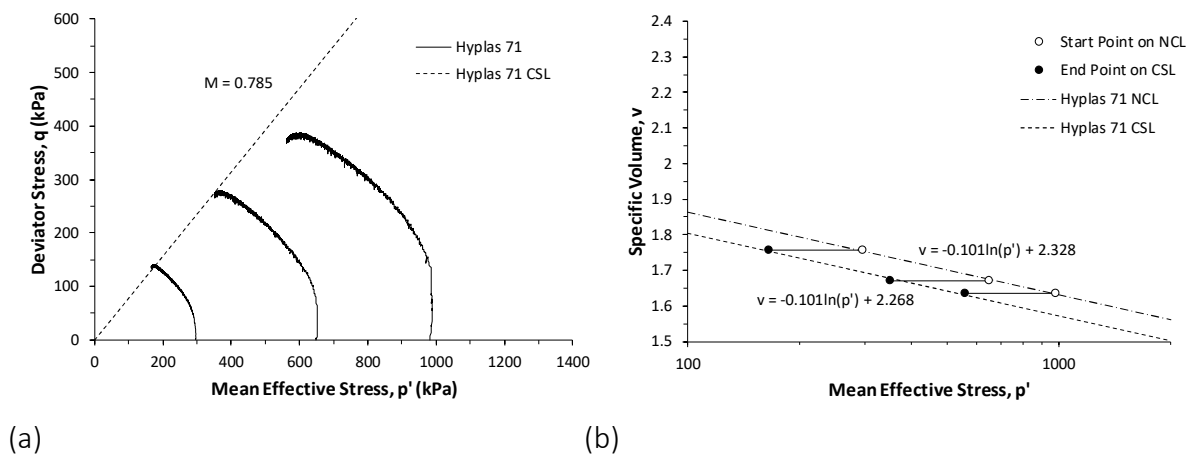 600
500
400
300
200
100
0
Deviator Stress, q (kPa)
0 200 400 600 800 1000 1200 1400
Mean Effective Stress, p' (kPa)
M = 0.785
Hyplas 71
Hyplas 71 CSL
(a)
2.4
2.3
2.2
2.1
2
1.9
1.8
1.7
1.6
1.5
Specific Volume, v
100 1000
Mean Effective Stress, p'
Start Point on NCL
End Point on CSL
Hyplas 71 NCL
Hyplas 71 CSL
v = -0.101ln(p') + 2.328
v = -0.101ln(p') + 2.268
(b)